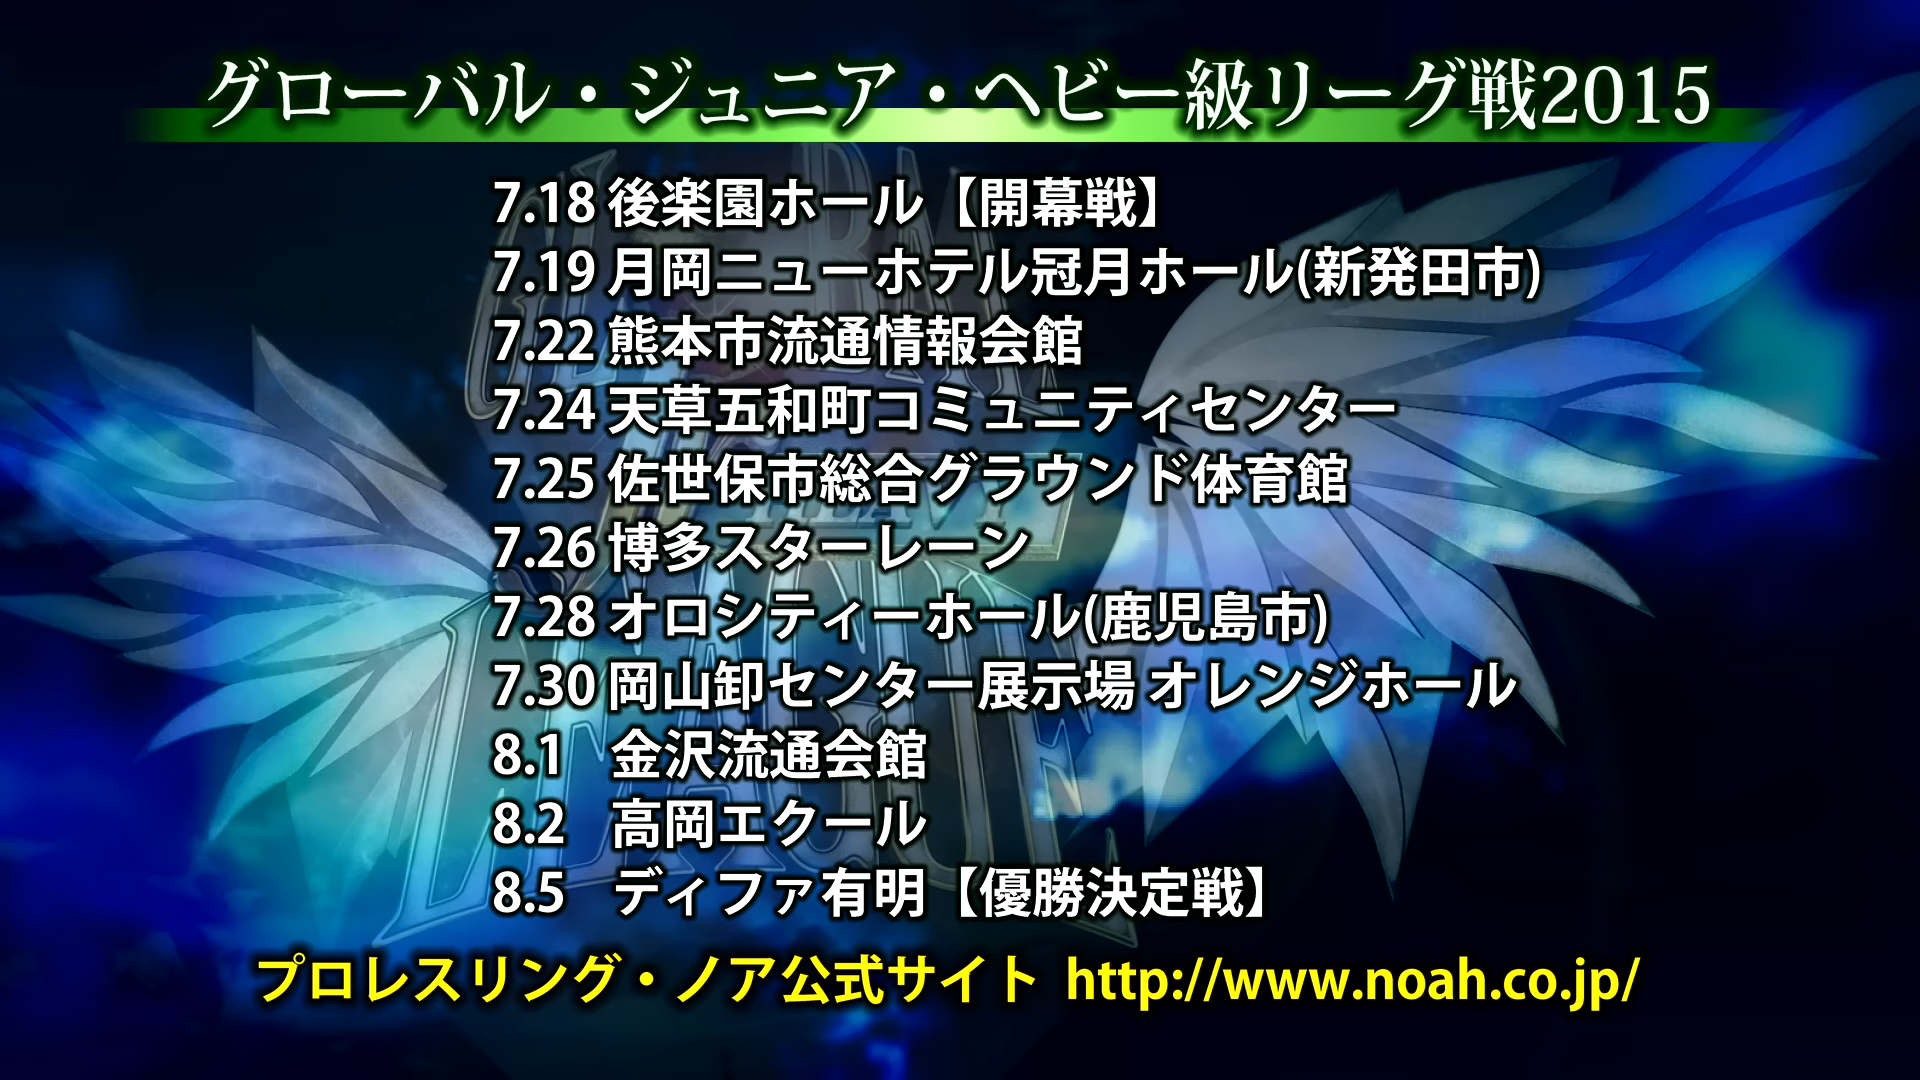 グローバル・ジュニア・ヘビー級リーグ戦2015
7.18 後楽園ホール【開幕戦】
7.19 月岡ニューホテル冠月ホール(新発田市)
7.22 熊本市流通情報会館
7.24 天草五和町コミュニティセンター
7.25 佐世保市総合グラウンド体育館
7.26 博多スターレーン
7.28 オロシティーホール(鹿児島市)
7.30 岡山卸センター展示場 オレンジホール
8.1 金沢流通会館
8.2 高岡エクール
8.5 ディファ有明【優勝決定戦】
プロレスリング・ノア公式サイト http://www.noah.co.jp/
GLOBAL
HEAVY
LEAGUE